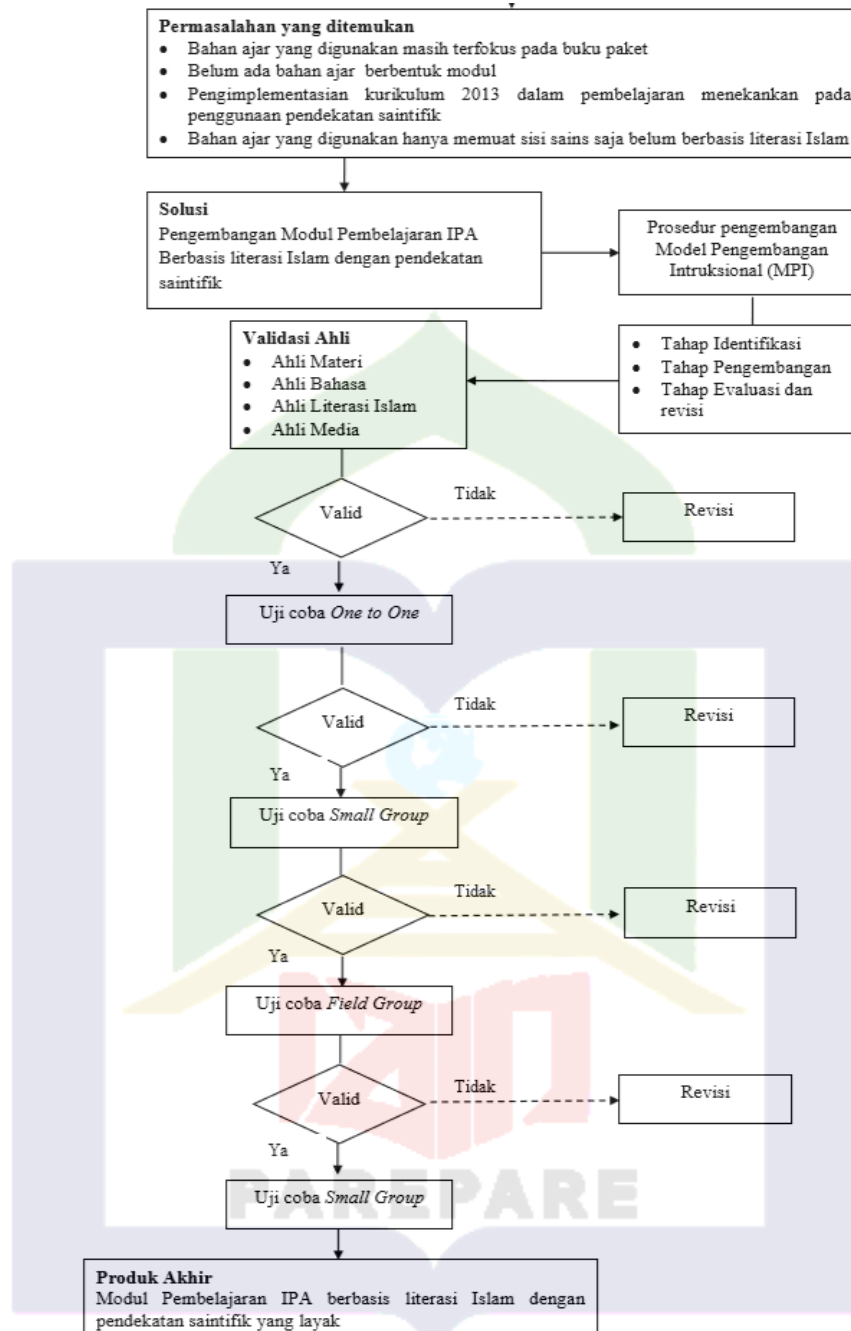 Permasalahan yang ditemukan
• Bahan ajar yang digunakan masih terfokus pada buku paket
• Belum ada bahan ajar berbentuk modul
• Pengimplementasian kurikulum 2013 dalam pembelajaran menekankan pada
penggunaan pendekatan saintifik
• Bahan ajar yang digunakan hanya memuat sisi sains saja belum berbasis literasi Islam
Solusi
Pengembangan Modul Pembelajaran IPA
Berbasis literasi Islam dengan pendekatan
saintifik
Prosedur pengembangan
Model Pengembangan
Intruksional (MPI)
Validasi Ahli
• Ahli Materi
• Ahli Bahasa
• Ahli Literasi Islam
• Ahli Media
• Tahap Identifikasi
• Tahap Pengembangan
• Tahap Evaluasi dan
revisi
Valid
Tidak
Revisi
Ya
Uji coba One to One
Valid
Tidak
Revisi
Ya
Uji coba Small Group
Valid
Tidak
Revisi
Ya
Uji coba Field Group
Valid
Tidak
Revisi
Ya
Uji coba Small Group
PAREPARE
Produk Akhir
Modul Pembelajaran IPA berbasis literasi Islam dengan
pendekatan saintifik yang layak